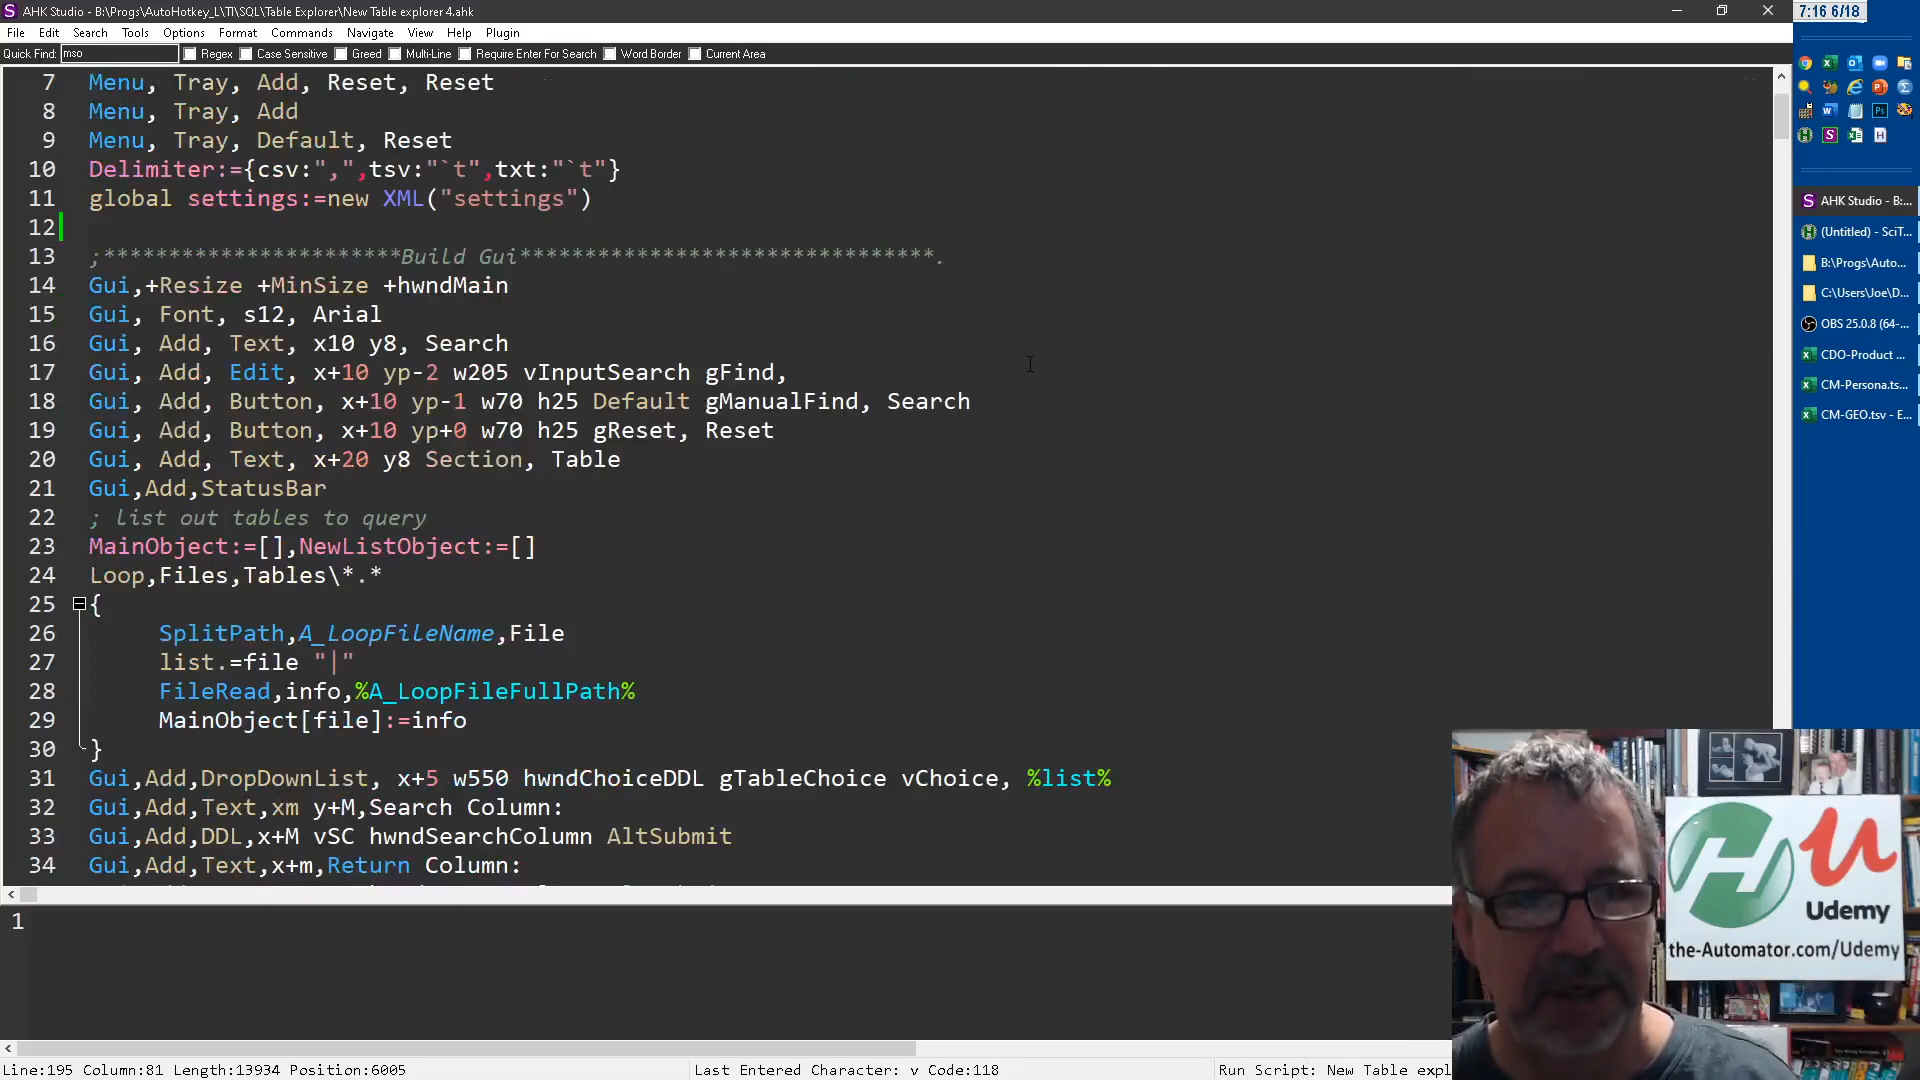 AHK Studio - B:\Progs\AutoHotkey_L\TI\SQL\Table Explorer\New Table explorer 4.ahk
7:16 6/18
File Edit Search Tools Options Format Commands Navigate View Help Plugin
Quick Find: mso Regex Case Sensitive Greed Multi-Line Require Enter For Search Word Border Current Area
7 Menu, Tray, Add, Reset, Reset
8 Menu, Tray, Add
9 Menu, Tray, Default, Reset
10 Delimiter:={csv:",",tsv:"`t",txt:"`t"}
11 global settings:=new XML("settings")
12
13 ;***********************Build Gui********************************.
14 Gui,+Resize +MinSize +hwndMain
15 Gui, Font, s12, Arial
16 Gui, Add, Text, x10 y8, Search
17 Gui, Add, Edit, x+10 yp-2 w205 vInputSearch gFind,
18 Gui, Add, Button, x+10 yp-1 w70 h25 Default gManualFind, Search
19 Gui, Add, Button, x+10 yp+0 w70 h25 gReset, Reset
20 Gui, Add, Text, x+20 y8 Section, Table
21 Gui,Add,StatusBar
22 ; list out tables to query
23 MainObject:=[],NewListObject:=[]
24 Loop,Files,Tables\*.*
25 {
26 SplitPath,A_LoopFileName,File
27 list.=file "|"
28 FileRead,info,%A_LoopFileFullPath%
29 MainObject[file]:=info
30 }
31 Gui,Add,DropDownList, x+5 w550 hwndChoiceDDL gTableChoice vChoice, %list%
32 Gui,Add,Text,xm y+M,Search Column:
33 Gui,Add,DDL,x+M vSC hwndSearchColumn AltSubmit
34 Gui,Add,Text,x+m,Return Column:
1
Line:195 Column:81 Length:13934 Position:6005
Last Entered Character: v Code:118
Run Script: New Table expl
AHK Studio - B:...
(Untitled) - SciT...
B:\Progs\Auto...
C:\Users\Joe\D...
OBS 25.0.8 (64-...
CDO-Product ...
CM-Persona.ts...
CM-GEO.tsv - E...
H
u
Udemy
the-Automator.com/Udemy